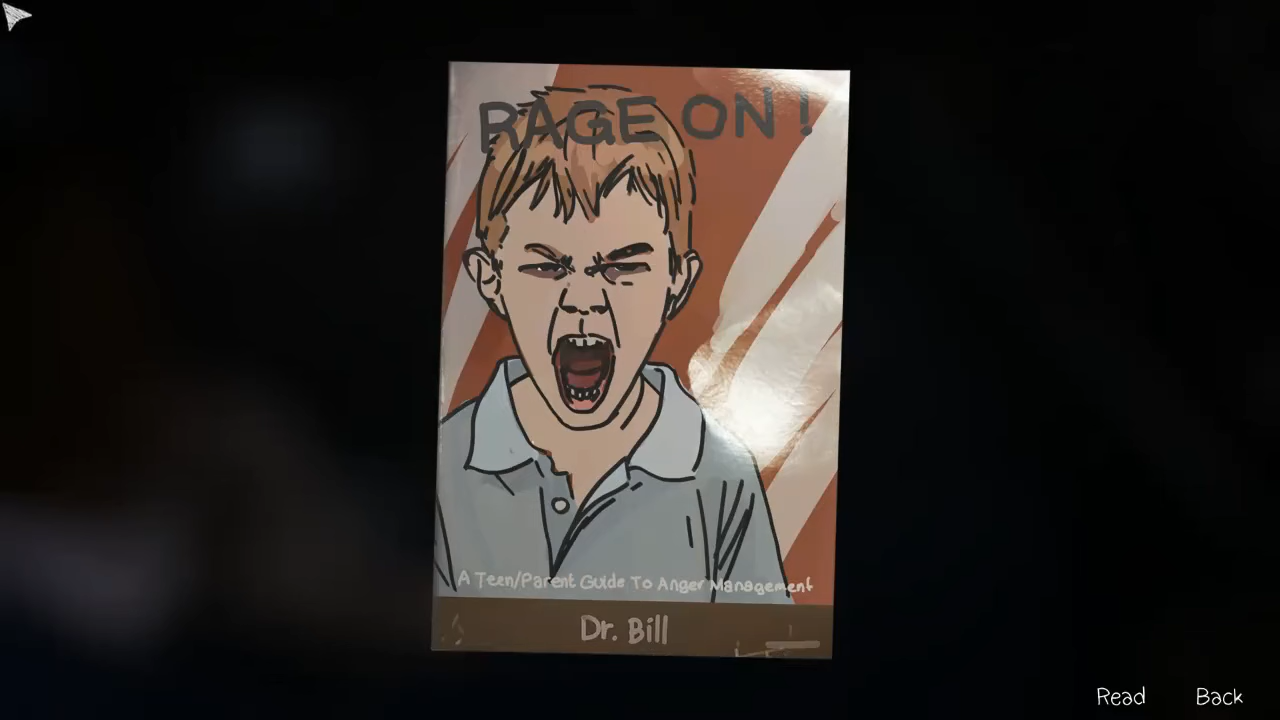 RAGE ON!
A Teen/Parent Guide To Anger Management
Dr. Bill
Read
Back